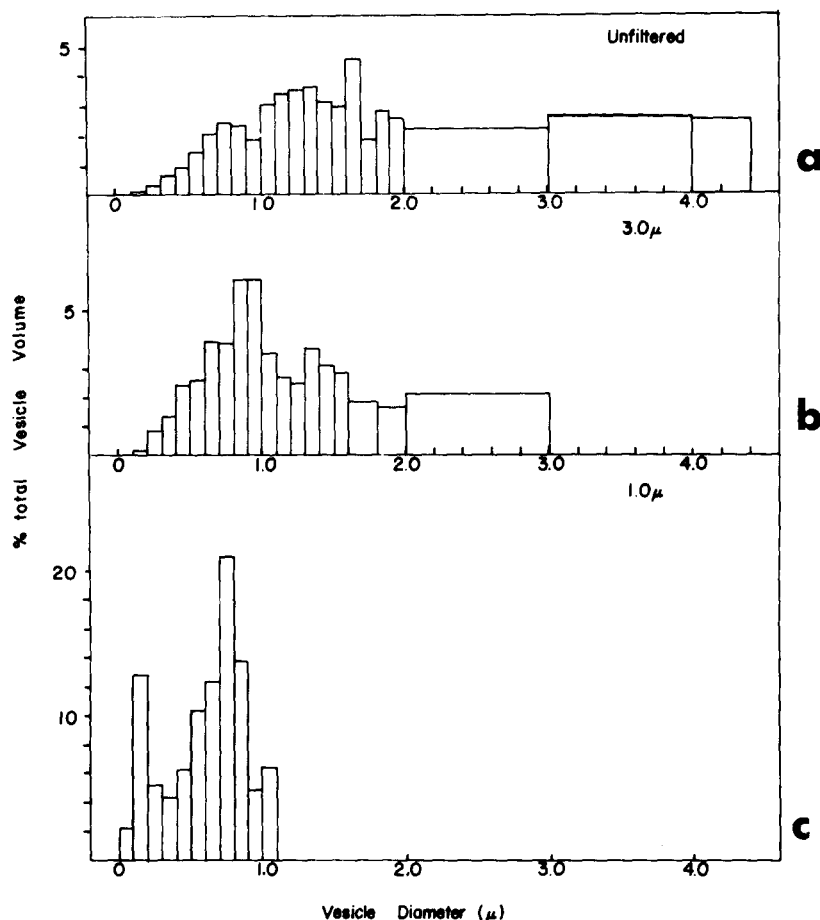 Unfiltered
5
a
0 1.0 2.0 3.0 4.0
3.0μ
5
b
0 1.0 2.0 3.0 4.0
1.0μ
% total Vesicle Volume
20
10
c
0 1.0 2.0 3.0 4.0
Vesicle Diameter (μ)